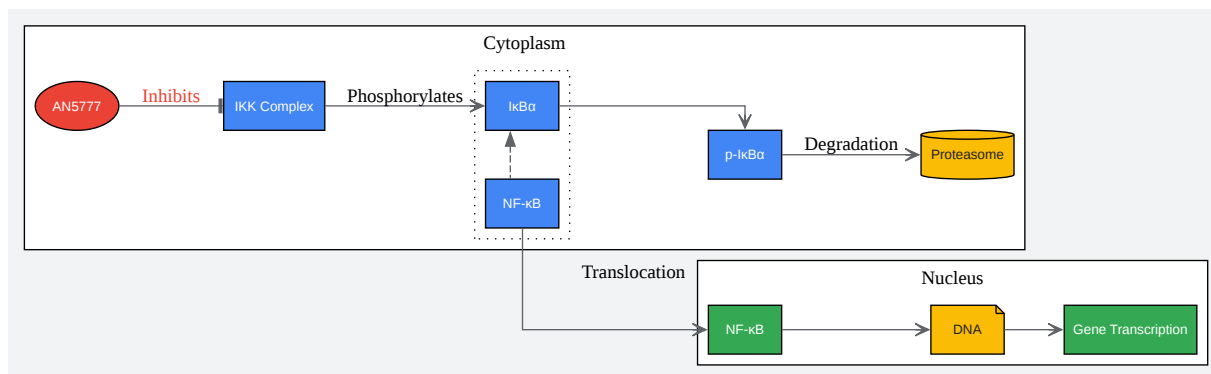 Cytoplasm
AN5777
Inhibits
IKK Complex
Phosphorylates
IκBα
p-IκBα
Degradation
Proteasome
NF-κB
Translocation
Nucleus
NF-κB
DNA
Gene Transcription